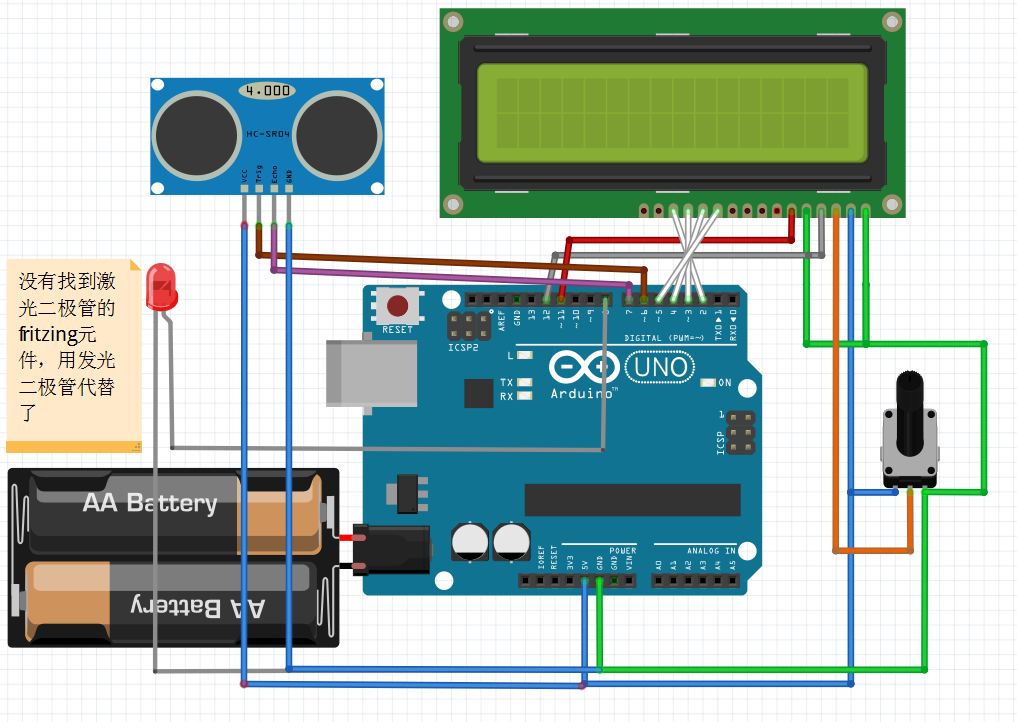 4.000
HC-SR04
VCC
Trig
Echo
GND
没有找到激
光二极管的
fritzing元
件，用发光
二极管代替
了
RESET
ICSP2
AREF
GND
13
12
~11
~10
~9
8
7
~6
~5
4
~3
2
TXD▶1
RXD◀0
DIGITAL (PWM=~)
L
TX
RX
Arduino™
UNO
ON
1
ICSP
AA Battery
AA Battery
IOREF
RESET
3V3
5V
GND
GND
VIN
POWER
ANALOG IN
A0
A1
A2
A3
A4
A5